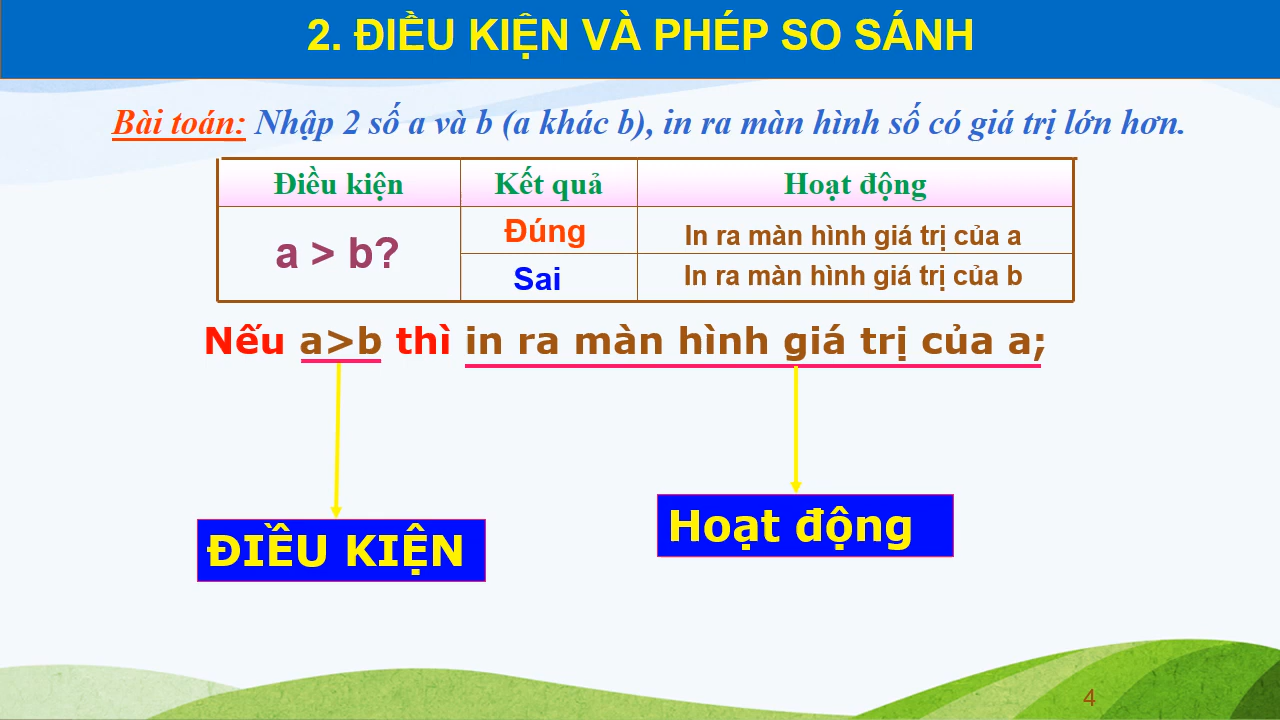 2. ĐIỀU KIỆN VÀ PHÉP SO SÁNH
Bài toán: Nhập 2 số a và b (a khác b), in ra màn hình số có giá trị lớn hơn.
Điều kiện Kết quả Hoạt động
a > b?
Đúng In ra màn hình giá trị của a
Sai In ra màn hình giá trị của b
Nếu a>b thì in ra màn hình giá trị của a;
ĐIỀU KIỆN
Hoạt động
4